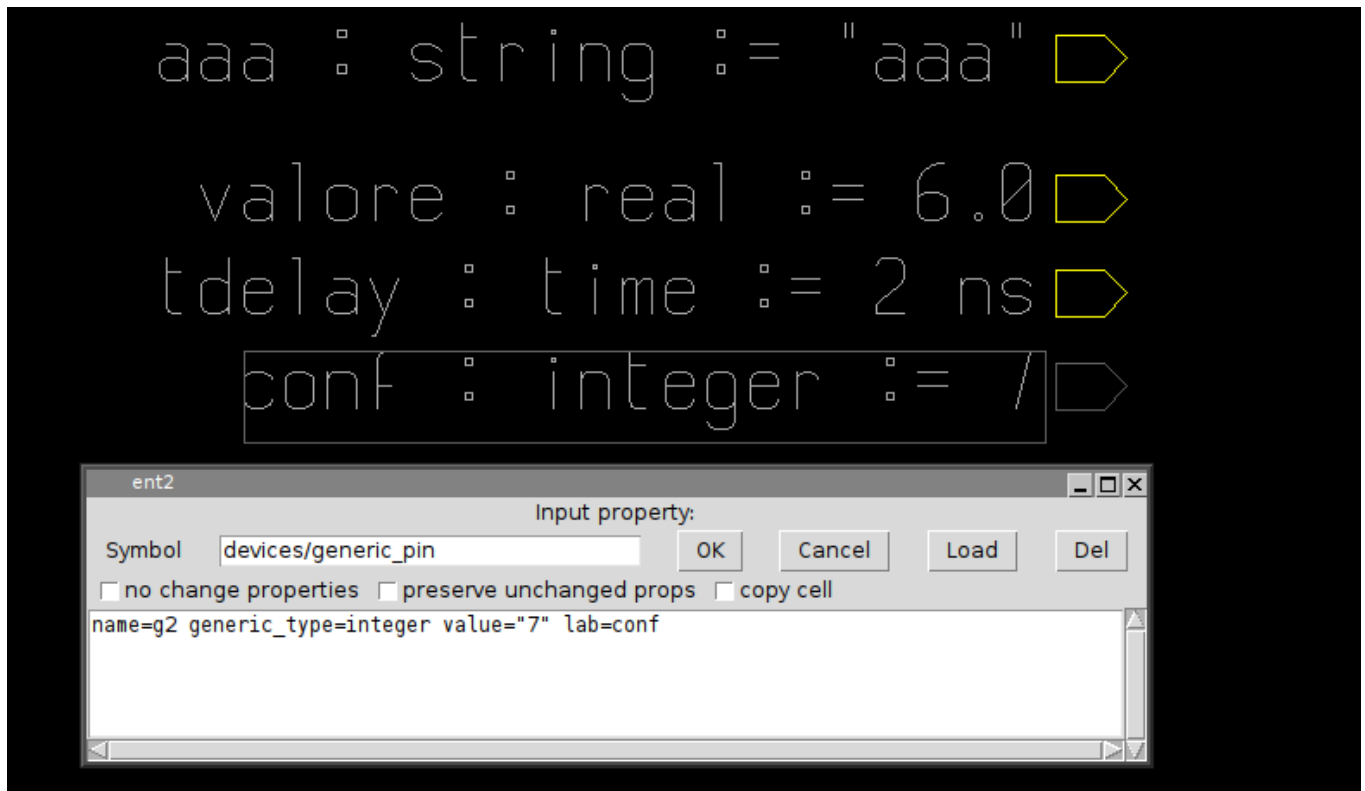 aaa : string := "aaa"
valore : real := 6.0
tdelay : time := 2 ns
conf : integer := 7
ent2
Input property:
Symbol devices/generic_pin OK Cancel Load Del
no change properties preserve unchanged props copy cell
name=g2 generic_type=integer value="7" lab=conf